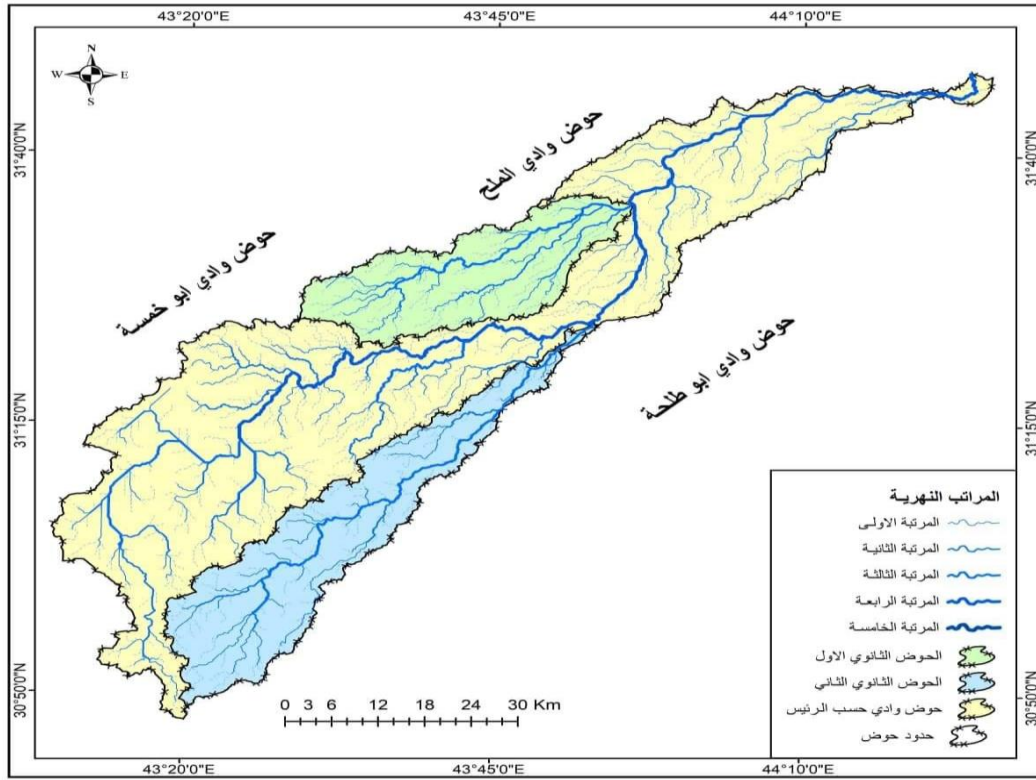 43°20'0"E 43°45'0"E 44°10'0"E
N
W E
S
31°40'0"N 31°40'0"N
حوض وادي الملح
حوض وادي ابو خمسة
حوض وادي ابو طلحة
31°15'0"N 31°15'0"N
المراتب النهرية
المرتبة الاولى
المرتبة الثانية
المرتبة الثالثة
المرتبة الرابعة
المرتبة الخامسة
الحوض الثانوي الاول
الحوض الثانوي الثاني
حوض وادي حسب الرئيس
حدود حوض
30°50'0"N 30°50'0"N
0 3 6 12 18 24 30 Km
43°20'0"E 43°45'0"E 44°10'0"E